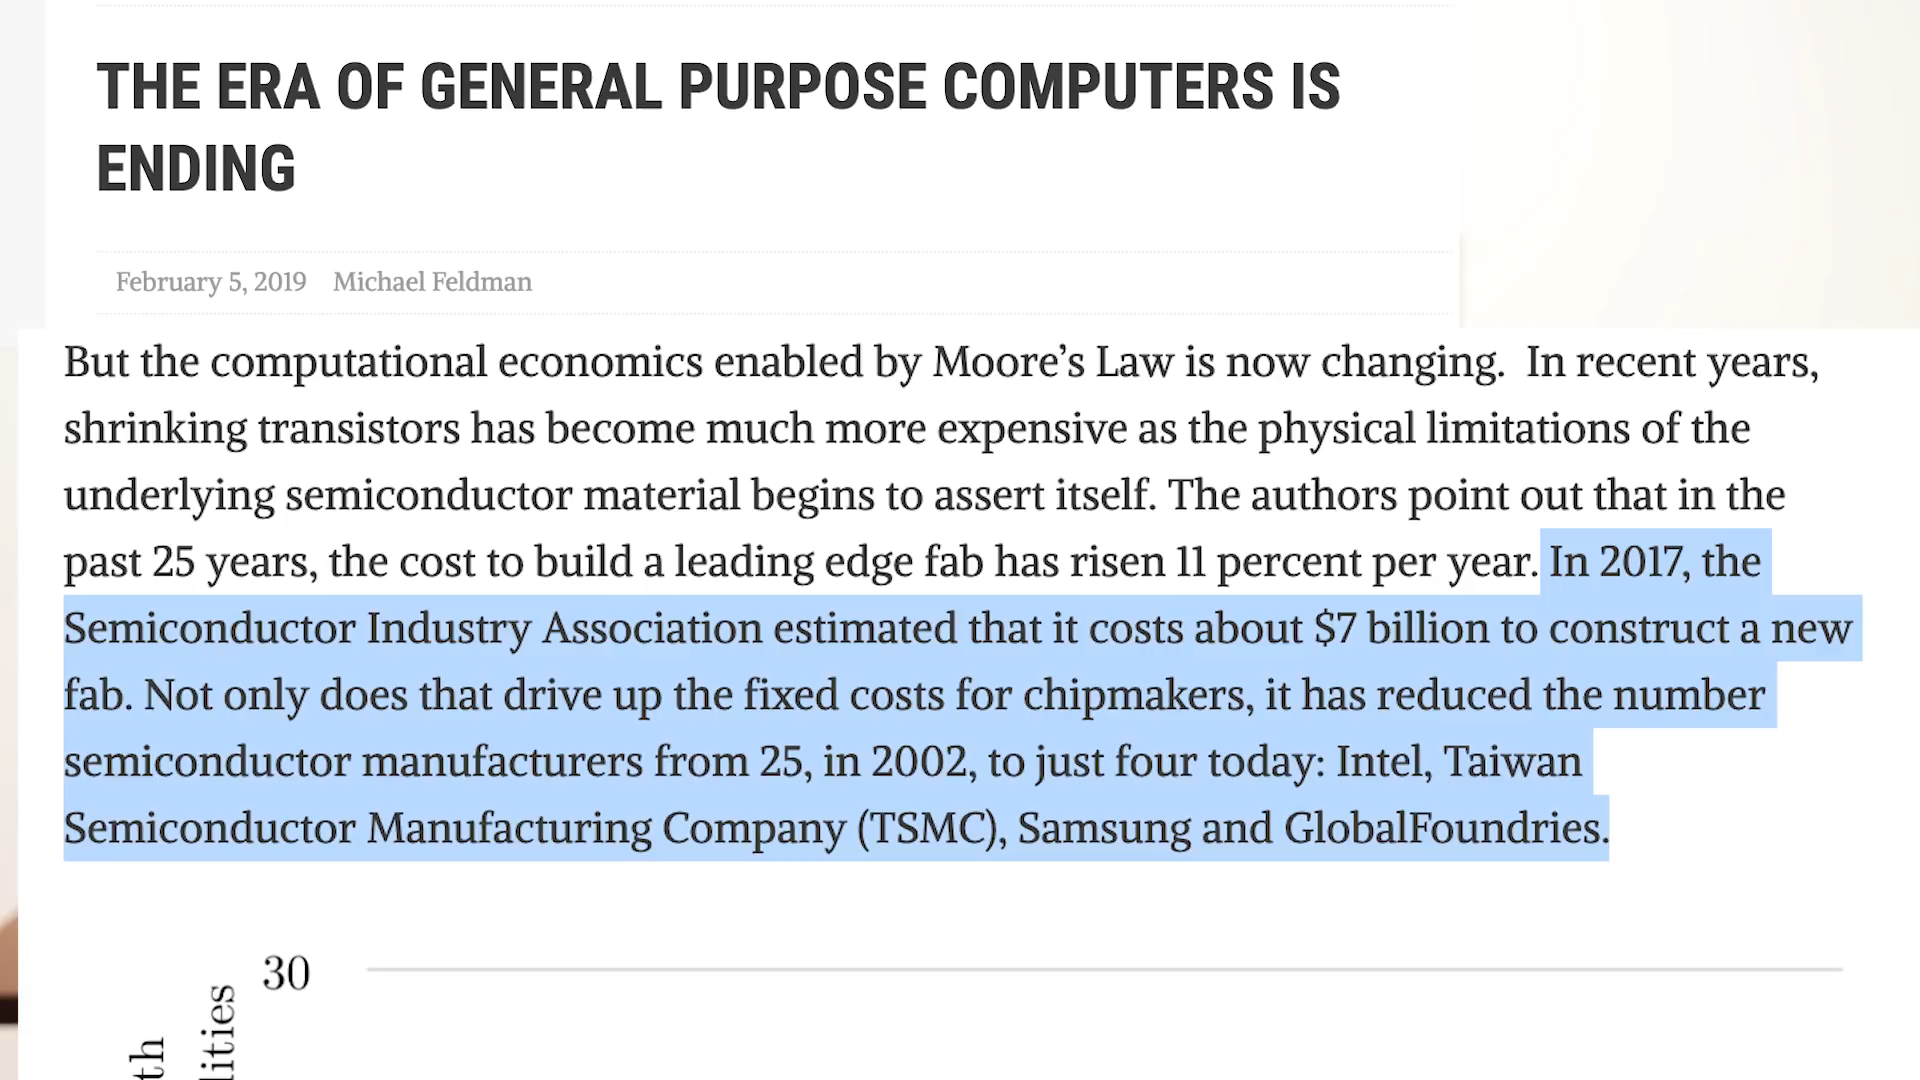 THE ERA OF GENERAL PURPOSE COMPUTERS IS
ENDING
February 5, 2019 Michael Feldman
But the computational economics enabled by Moore’s Law is now changing.  In recent years,
shrinking transistors has become much more expensive as the physical limitations of the
underlying semiconductor material begins to assert itself. The authors point out that in the
past 25 years, the cost to build a leading edge fab has risen 11 percent per year. In 2017, the
Semiconductor Industry Association estimated that it costs about $7 billion to construct a new
fab. Not only does that drive up the fixed costs for chipmakers, it has reduced the number
semiconductor manufacturers from 25, in 2002, to just four today: Intel, Taiwan
Semiconductor Manufacturing Company (TSMC), Samsung and GlobalFoundries.
30